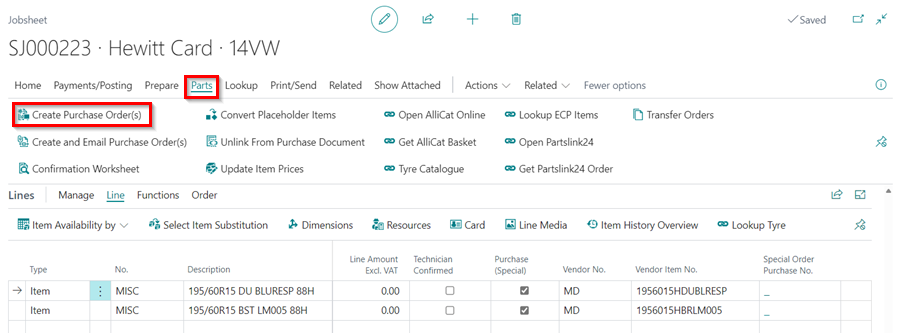 Jobsheet
Saved
SJ000223 · Hewitt Card · 14VW
Home Payments/Posting Prepare Parts Lookup Print/Send Related Show Attached Actions Related Fewer options
Create Purchase Order(s) Convert Placeholder Items Open AlliCat Online Lookup ECP Items Transfer Orders
Create and Email Purchase Order(s) Unlink From Purchase Document Get AlliCat Basket Open Partslink24
Confirmation Worksheet Update Item Prices Tyre Catalogue Get Partslink24 Order
Lines Manage Line Functions Order
Item Availability by Select Item Substitution Dimensions Resources Card Line Media Item History Overview Lookup Tyre
Type No. Description Line Amount Excl. VAT Technician Confirmed Purchase (Special) Vendor No. Vendor Item No. Special Order Purchase No.
Item MISC 195/60R15 DU BLURESP 88H 0.00 MD 1956015HDUBLRESP _
Item MISC 195/60R15 BST LM005 88H 0.00 MD 1956015HBRLM005 _